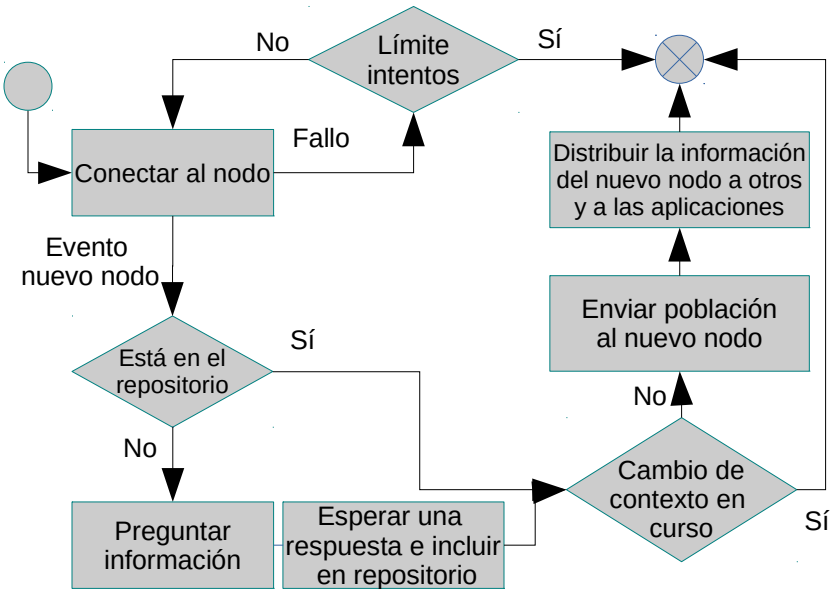 No
Límite
intentos
Sí
Conectar al nodo
Fallo
Distribuir la información
del nuevo nodo a otros
y a las aplicaciones
Evento
nuevo nodo
Enviar población
al nuevo nodo
Está en el
repositorio
Sí
No
No
Cambio de
contexto en
curso
Sí
Preguntar
información
Esperar una
respuesta e incluir
en repositorio